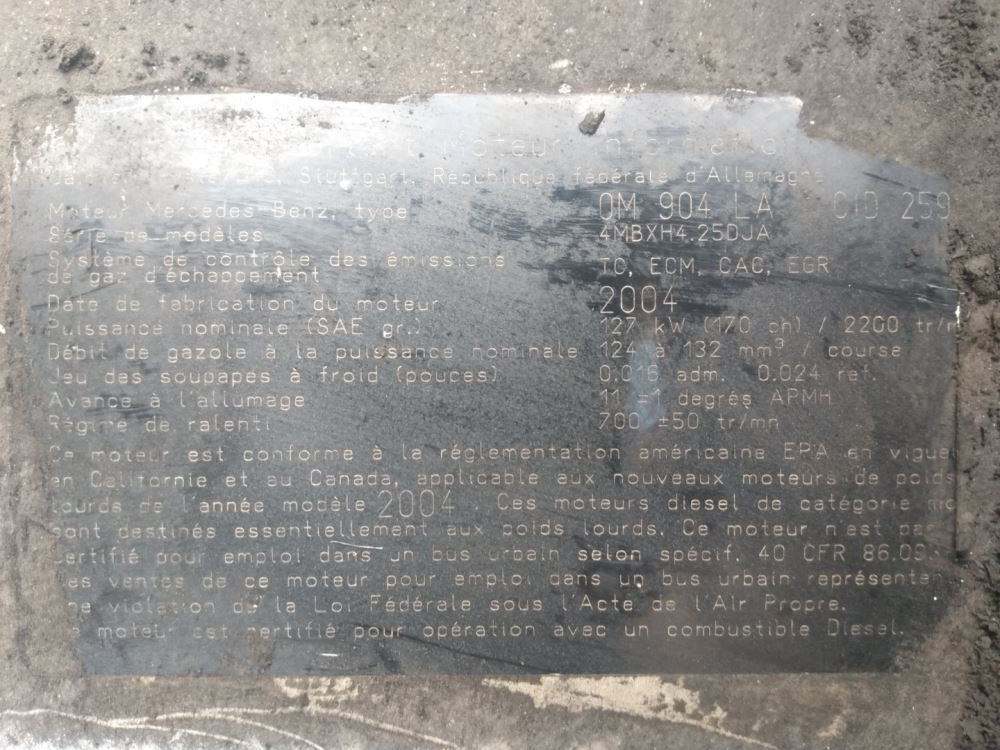 Moteur
Stuttgart, République fédérale d'Allemagne
Moteur Mercedes-Benz, type OM 904 LA CID 259
Série de modèles 4MBXH4.25DJA
Système de contrôle des émissions
de gaz d'échappement TC, ECM, CAC, EGR
Date de fabrication du moteur 2004
Puissance nominale (SAE gr.) 127 kW (170 ch) / 2200
Débit de gazole à la puissance nominale 124 à 132 mm³ / course
Jeu des soupapes à froid (pouces) 0.016 adm. 0.024 ref.
Avance à l'allumage 11 ±1 degrés APMH
Régime de ralenti 700 ±50 tr/mn
Ce moteur est conforme à la réglementation américaine EPA en
en Californie et au Canada, applicable aux nouveaux moteurs de poids
Lourds de l'année modèle 2004. Ces moteurs diesel de catégorie
sont destinés essentiellement aux poids lourds. Ce moteur n'est pas
certifié pour emploi dans un bus urbain selon spécif. 40 CFR
ventes de ce moteur pour emploi dans un bus urbain
violation de la Loi Fédérale sous l'Acte de l'Air Propre.
moteur est certifié pour opération avec un combustible Diesel.